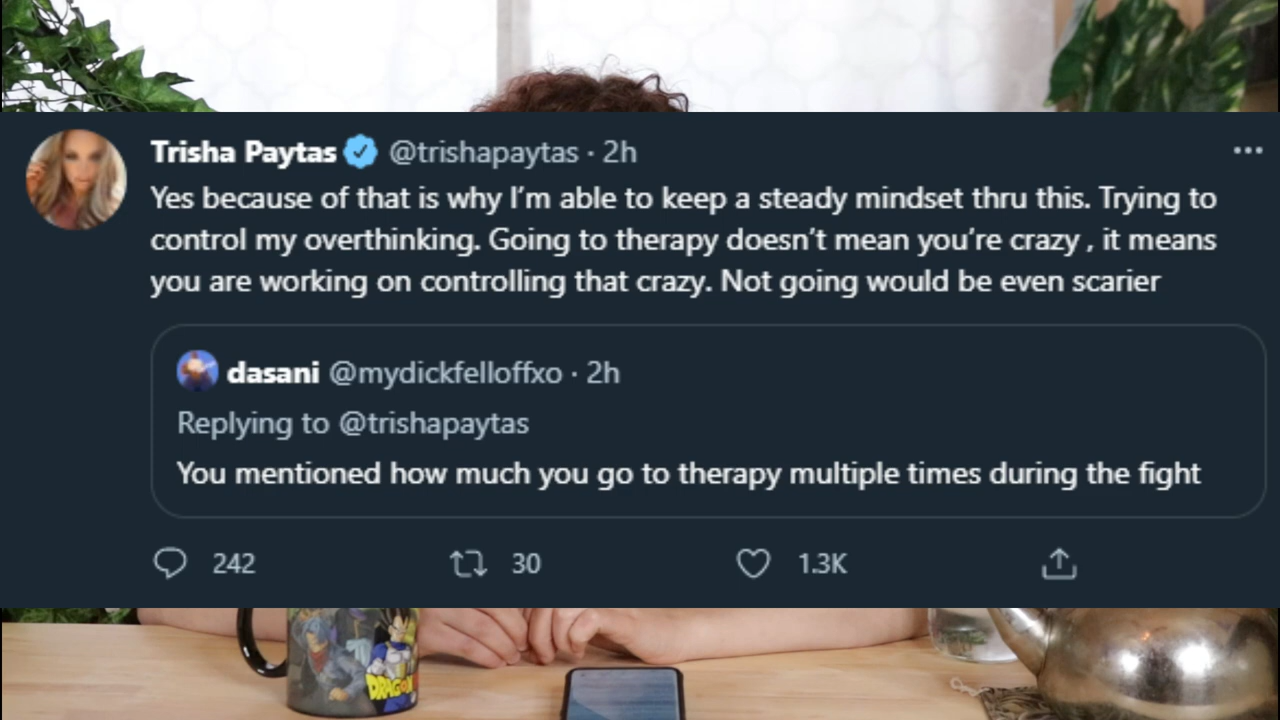 Trisha Paytas @trishapaytas · 2h
Yes because of that is why I’m able to keep a steady mindset thru this. Trying to
control my overthinking. Going to therapy doesn’t mean you’re crazy , it means
you are working on controlling that crazy. Not going would be even scarier
dasani @mydickfelloffxo · 2h
Replying to @trishapaytas
You mentioned how much you go to therapy multiple times during the fight
242 30 1.3K
DRAGON